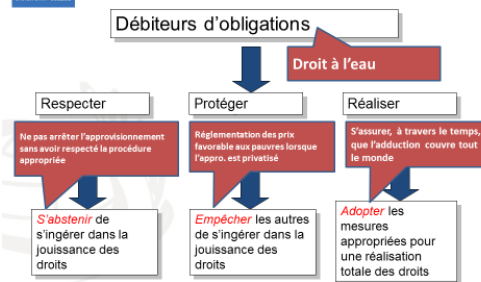 Débiteurs d'obligations
Droit à l'eau
Respecter
Protéger
Réaliser
Ne pas arrêter l'approvisionnement
sans avoir respecté la procédure
appropriée
Réglementation des prix
favorable aux pauvres lorsque
l'appro. est privatisé
S'assurer, à travers le temps,
que l'adduction couvre tout
le monde
S'abstenir de
s'ingérer dans la
jouissance des
droits
Empêcher les autres
de s'ingérer dans la
jouissance des
droits
Adopter les
mesures
appropriées pour
une réalisation
totale des droits